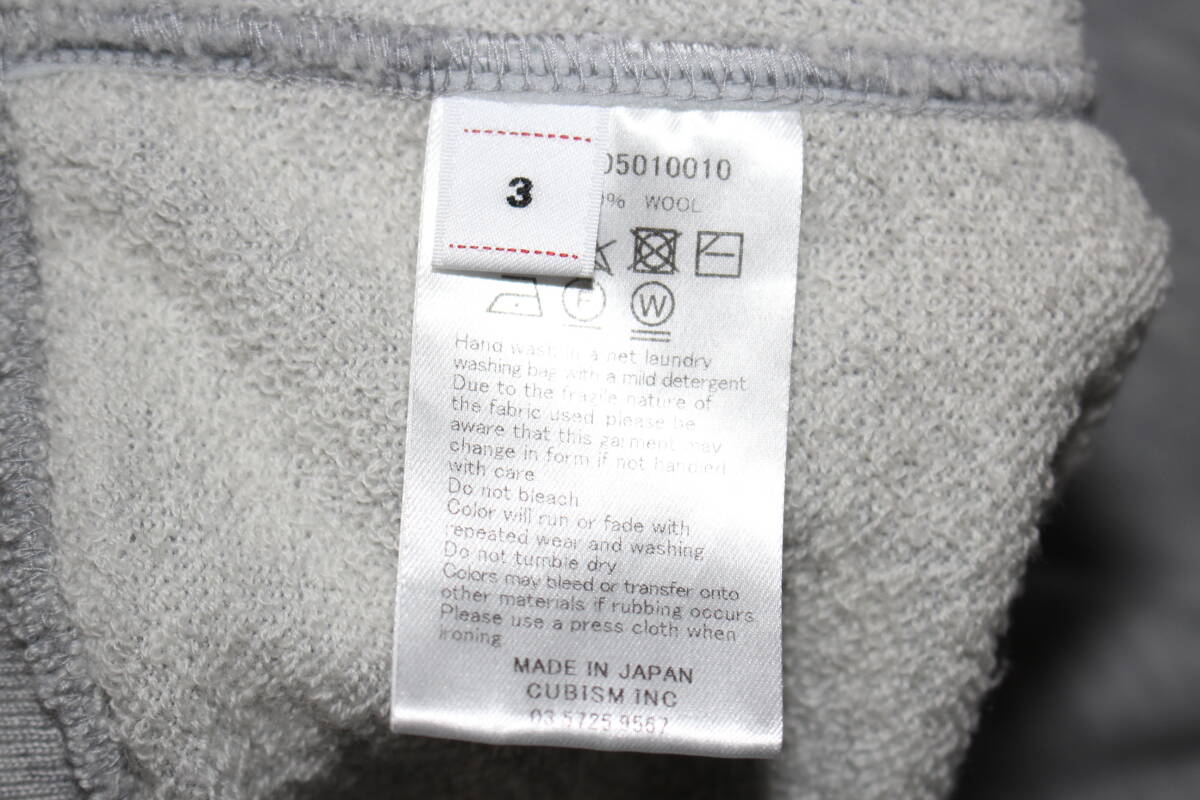 3
05010010
% WOOL
F
W
Hand wash in a net laundry
washing bag with a mild detergent
Due to the fragile nature of
the fabric used please be
aware that this garment may
change in form if not handled
with care
Do not bleach
Color will run or fade with
repeated wear and washing
Do not tumble dry
Colors may bleed or transfer onto
other materials if rubbing occurs
Please use a press cloth when
ironing
MADE IN JAPAN
CUBISM INC
03 5725 9567